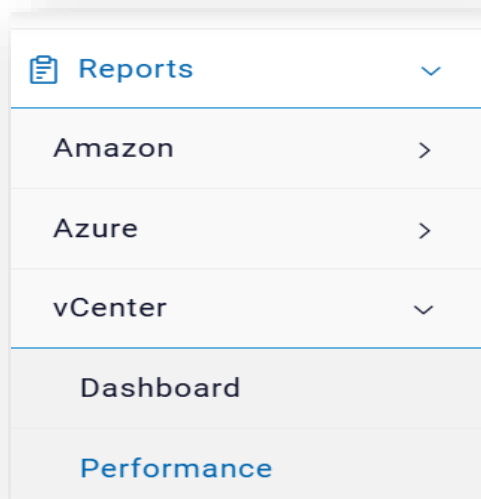 Reports
Amazon
Azure
vCenter
Dashboard
Performance